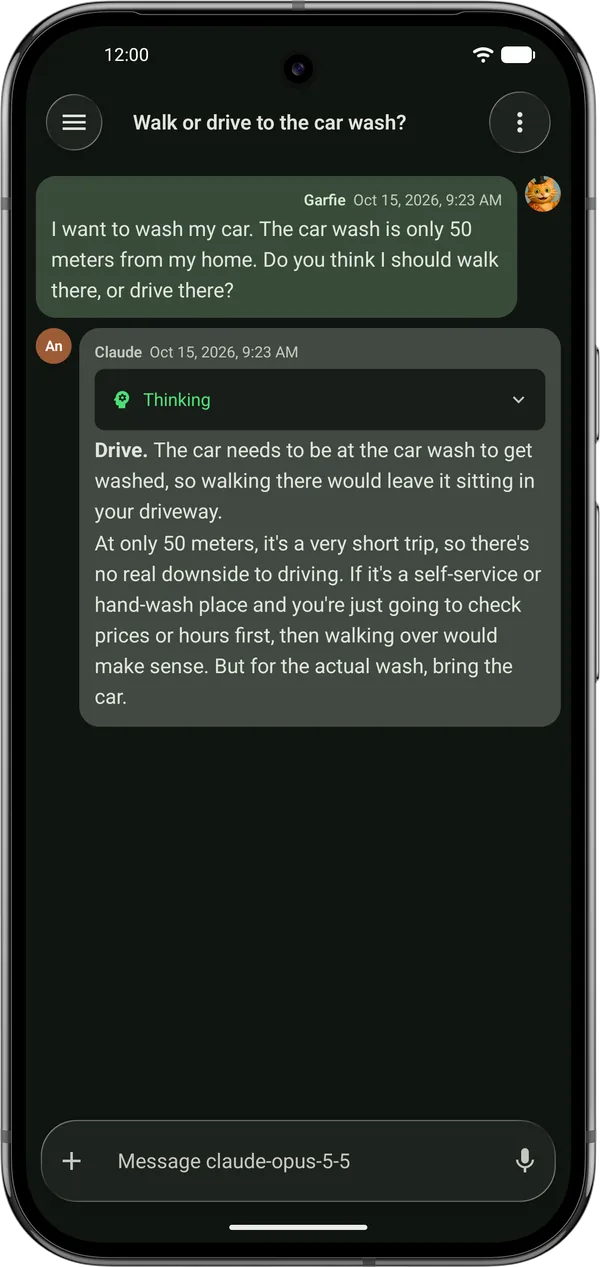 12:00
Walk or drive to the car wash?
Garfie Oct 15, 2026, 9:23 AM
I want to wash my car. The car wash is only 50
meters from my home. Do you think I should walk
there, or drive there?
An
Claude Oct 15, 2026, 9:23 AM
Thinking
Drive. The car needs to be at the car wash to get
washed, so walking there would leave it sitting in
your driveway.
At only 50 meters, it's a very short trip, so there's
no real downside to driving. If it's a self-service or
hand-wash place and you're just going to check
prices or hours first, then walking over would
make sense. But for the actual wash, bring the
car.
Message claude-opus-5-5